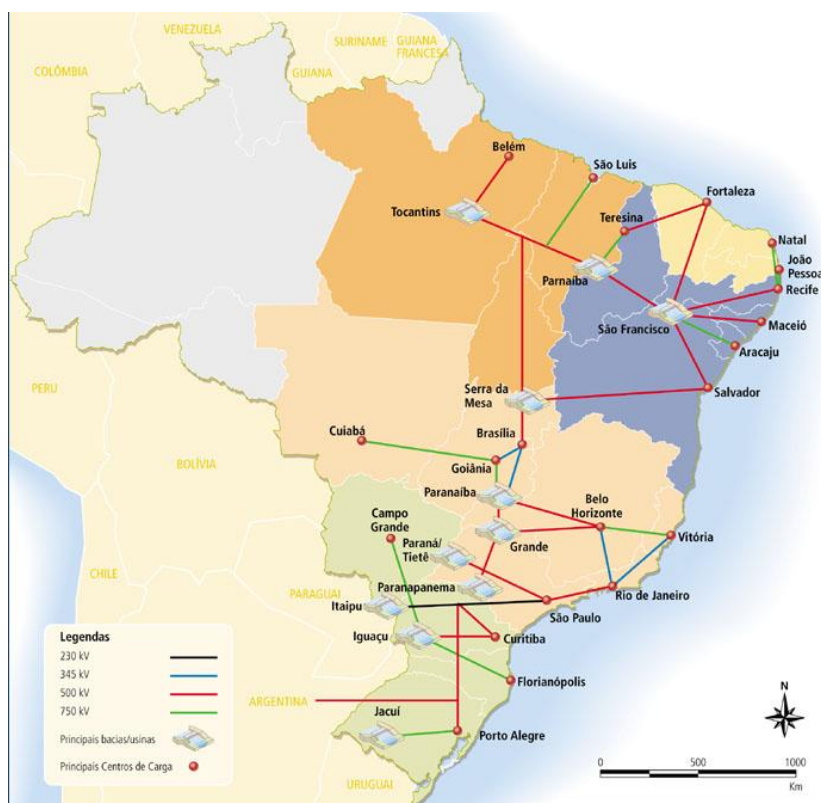 VENEZUELA
SURINAME
GUIANA
FRANCESA
COLÔMBIA
GUIANA
Belém
São Luis
Tocantins
Teresina
Fortaleza
Natal
João
Pessoa
Recife
Parnaíba
São Francisco
Maceió
Aracaju
PERU
Serra da
Mesa
Salvador
Cuiabá
Brasília
Goiânia
BOLÍVIA
Paranaíba
Belo
Horizonte
Campo
Grande
Vitória
Grande
Paraná/
Tietê
CHILE
PARAGUAI
Paranapanema
Rio de Janeiro
Itaipu
São Paulo
Iguaçu
Curitiba
Legendas
230 kV
345 kV
500 kV
750 kV
Principais bacias/usinas
Principais Centros de Carga
Florianópolis
ARGENTINA
Jacuí
Porto Alegre
URUGUAI
N
0 500 1000
Km